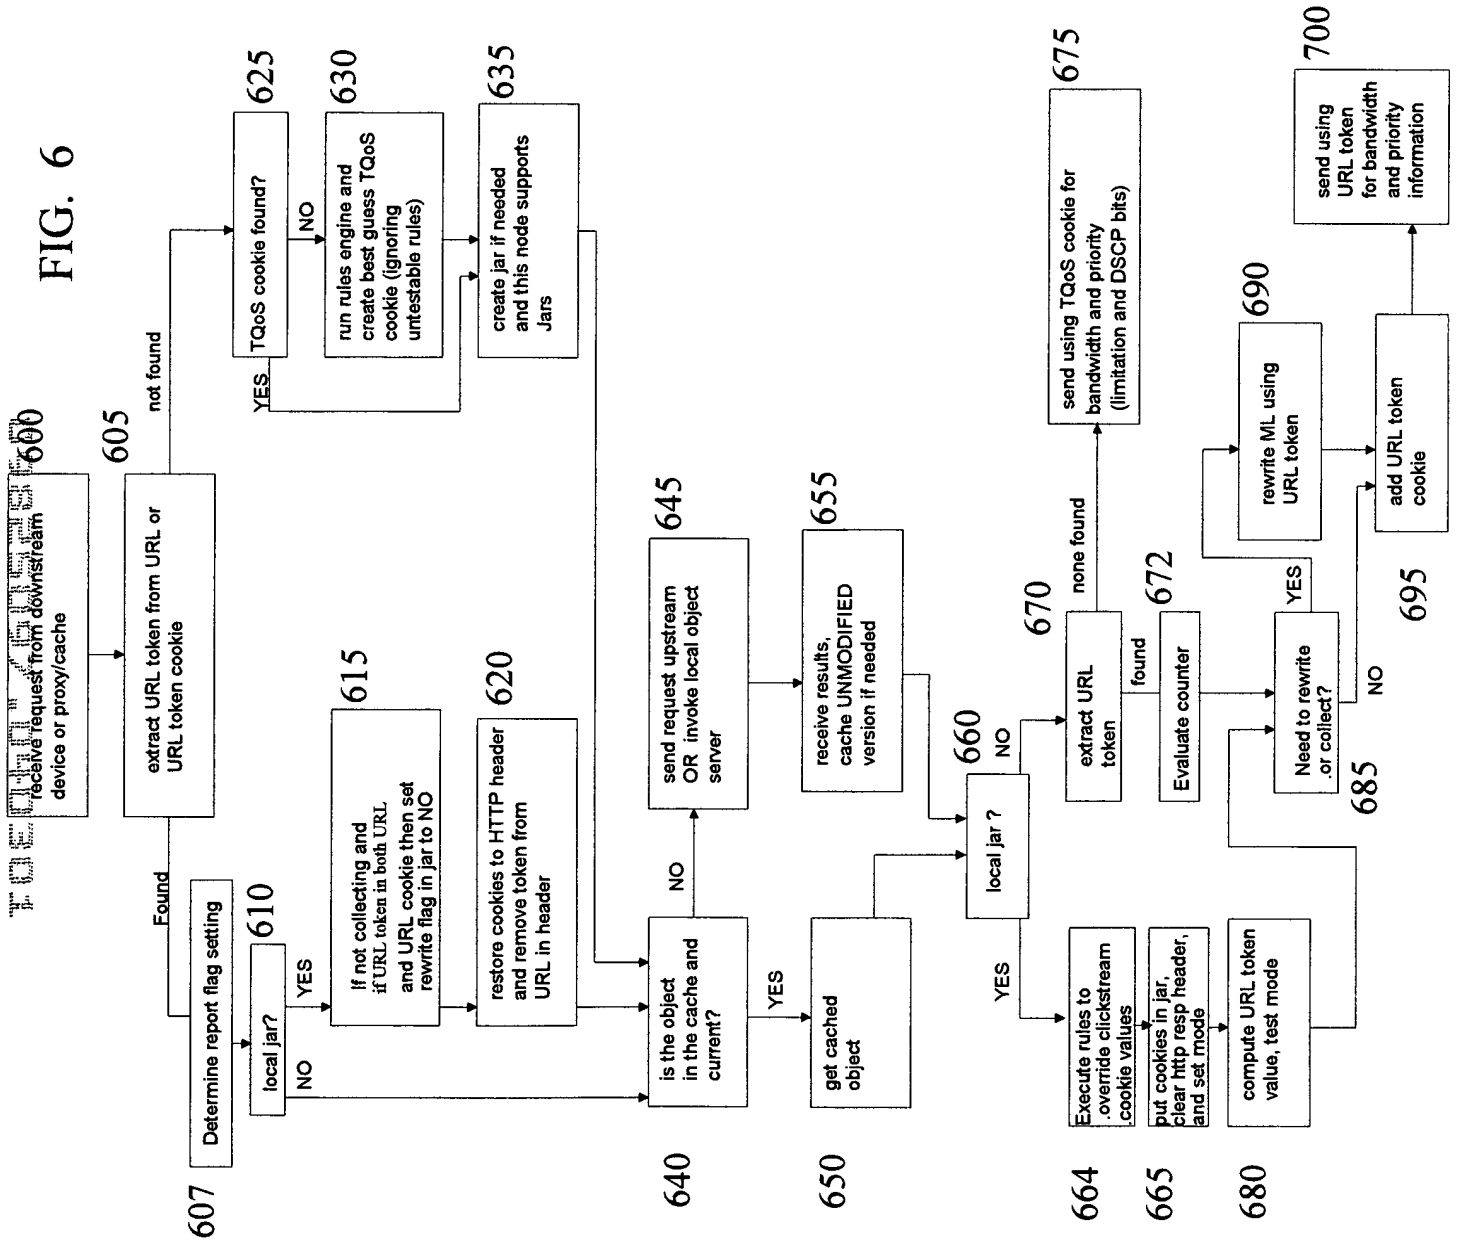 FIG. 6
600
receive request from downstream
device or proxy/cache
605
extract URL token from URL or
URL token cookie
Found
not found
607
Determine report flag setting
610
local jar?
YES
NO
615
If not collecting and
if URL token in both URL
and URL cookie then set
rewrite flag in jar to NO
620
restore cookies to HTTP header
and remove token from
URL in header
625
TQoS cookie found?
YES
NO
630
run rules engine and
create best guess TQoS
cookie (ignoring
untestable rules)
635
create jar if needed
and this node supports
Jars
640
is the object
in the cache and
current?
NO
YES
645
send request upstream
OR invoke local object
server
650
get cached
object
655
receive results,
cache UNMODIFIED
version if needed
660
local jar ?
YES
NO
664
Execute rules to
.override clickstream
.cookie values
665
put cookies in jar,
clear http resp header,
and set mode
680
compute URL token
value, test mode
670
extract URL
token
none found
found
672
Evaluate counter
675
send using TQoS cookie for
bandwidth and priority
(limitation and DSCP bits)
685
Need to rewrite
.or collect?
YES
NO
690
rewrite ML using
URL token
695
add URL token
cookie
700
send using
URL token
for bandwidth
and priority
information